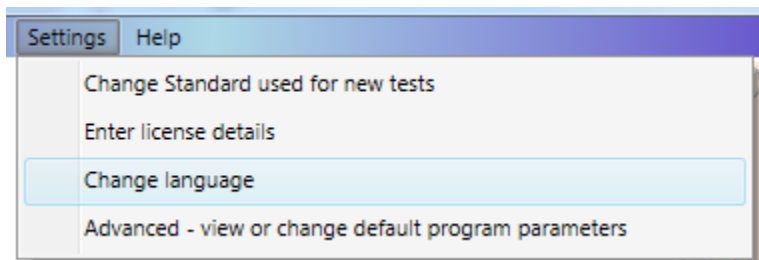 Settings Help
Change Standard used for new tests
Enter license details
Change language
Advanced - view or change default program parameters